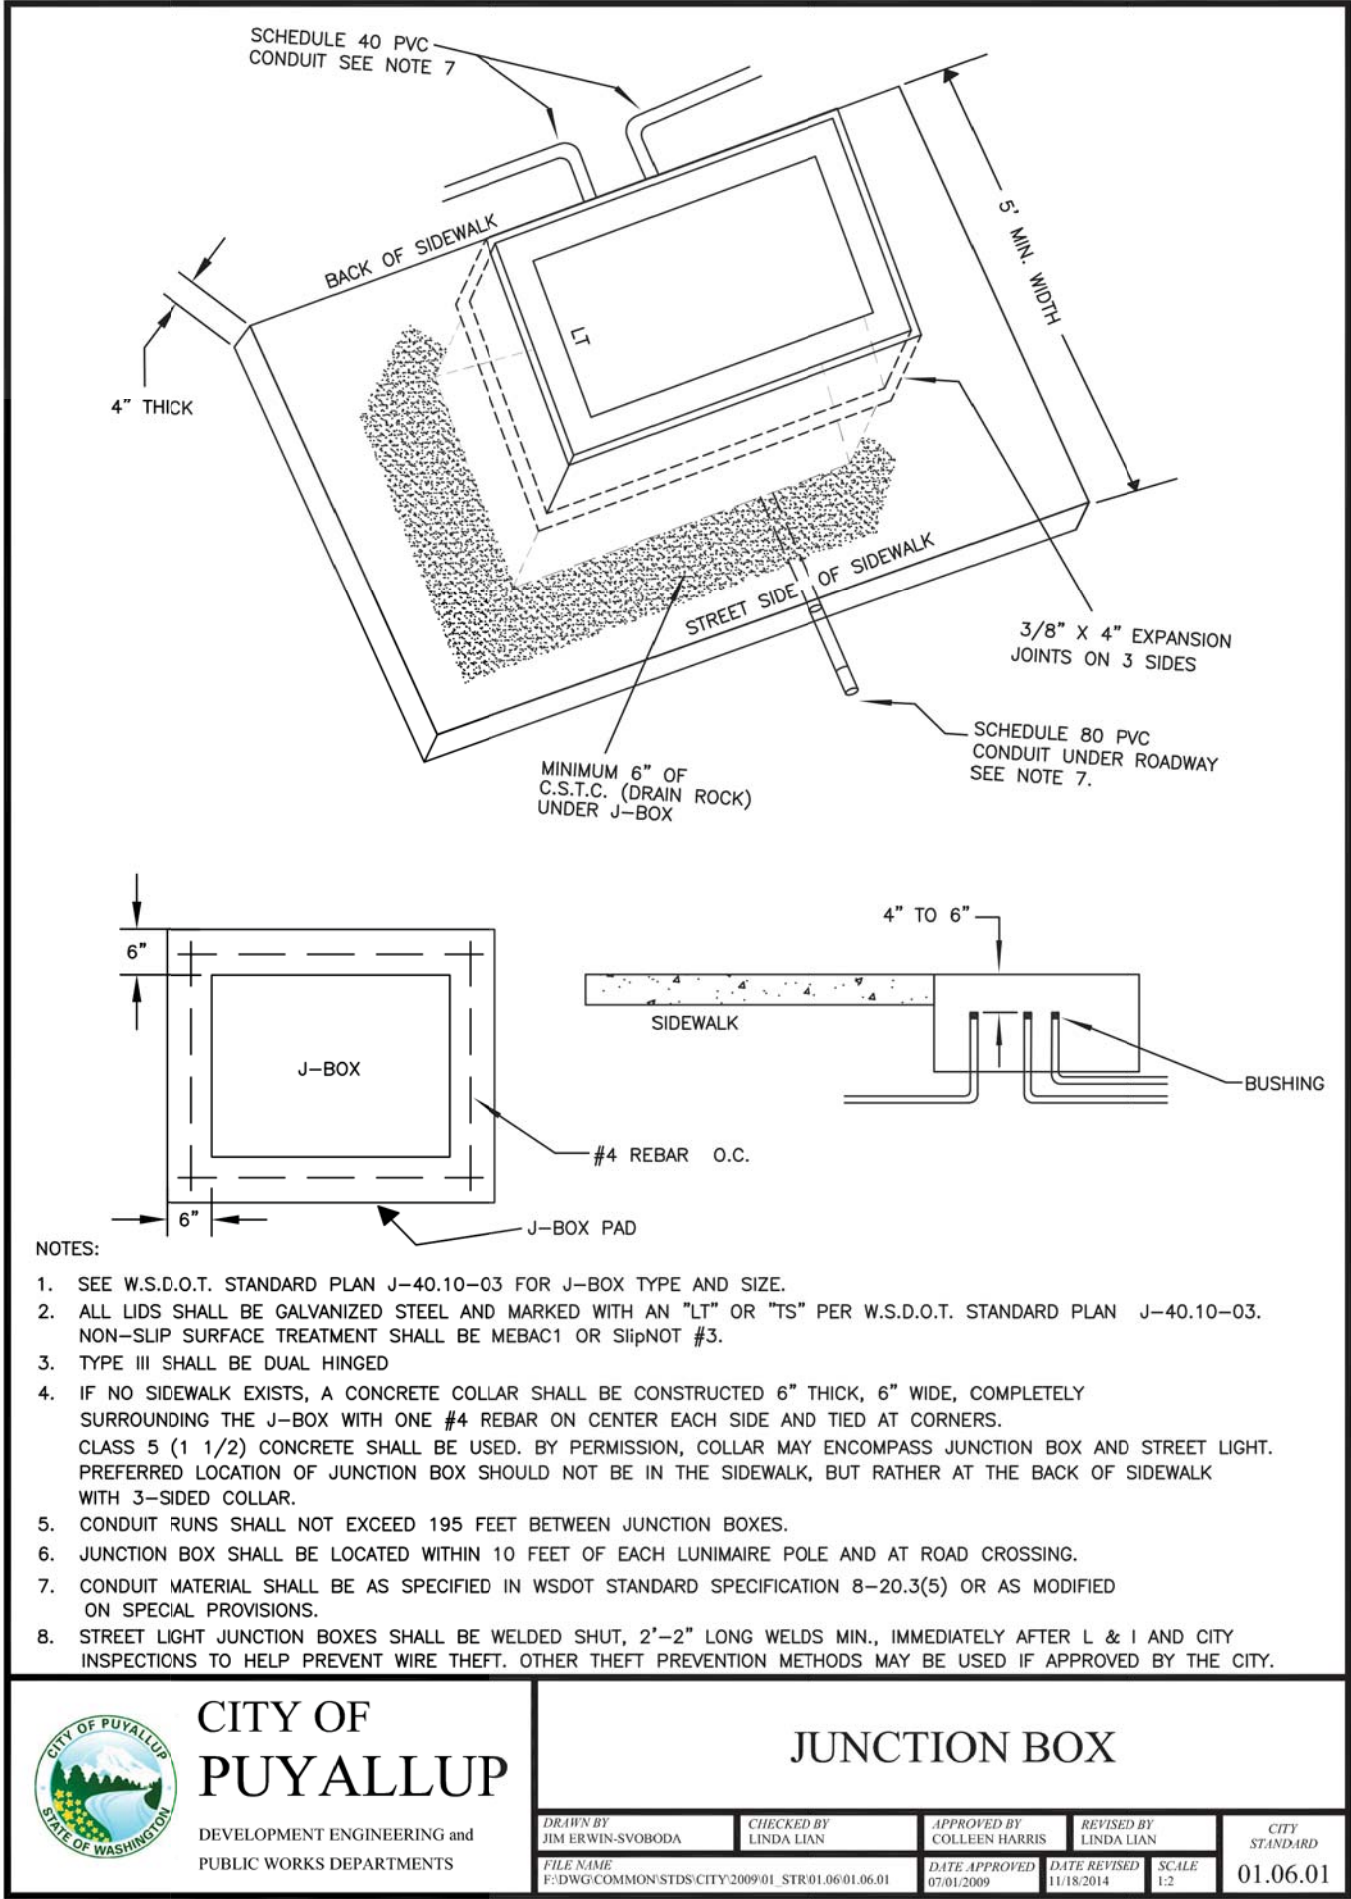 SCHEDULE 40 PVC
CONDUIT SEE NOTE 7
BACK OF SIDEWALK
5' MIN. WIDTH
LT
4" THICK
STREET SIDE OF SIDEWALK
3/8" X 4" EXPANSION
JOINTS ON 3 SIDES
SCHEDULE 80 PVC
CONDUIT UNDER ROADWAY
SEE NOTE 7.
MINIMUM 6" OF
C.S.T.C. (DRAIN ROCK)
UNDER J-BOX
6"
J-BOX
#4 REBAR O.C.
6"
J-BOX PAD
4" TO 6"
SIDEWALK
BUSHING
NOTES:
1. SEE W.S.D.O.T. STANDARD PLAN J-40.10-03 FOR J-BOX TYPE AND SIZE.
2. ALL LIDS SHALL BE GALVANIZED STEEL AND MARKED WITH AN "LT" OR "TS" PER W.S.D.O.T. STANDARD PLAN J-40.10-03.
NON-SLIP SURFACE TREATMENT SHALL BE MEBAC1 OR SlipNOT #3.
3. TYPE III SHALL BE DUAL HINGED
4. IF NO SIDEWALK EXISTS, A CONCRETE COLLAR SHALL BE CONSTRUCTED 6" THICK, 6" WIDE, COMPLETELY
SURROUNDING THE J-BOX WITH ONE #4 REBAR ON CENTER EACH SIDE AND TIED AT CORNERS.
CLASS 5 (1 1/2) CONCRETE SHALL BE USED. BY PERMISSION, COLLAR MAY ENCOMPASS JUNCTION BOX AND STREET LIGHT.
PREFERRED LOCATION OF JUNCTION BOX SHOULD NOT BE IN THE SIDEWALK, BUT RATHER AT THE BACK OF SIDEWALK
WITH 3-SIDED COLLAR.
5. CONDUIT RUNS SHALL NOT EXCEED 195 FEET BETWEEN JUNCTION BOXES.
6. JUNCTION BOX SHALL BE LOCATED WITHIN 10 FEET OF EACH LUNIMAIRE POLE AND AT ROAD CROSSING.
7. CONDUIT MATERIAL SHALL BE AS SPECIFIED IN WSDOT STANDARD SPECIFICATION 8-20.3(5) OR AS MODIFIED
ON SPECIAL PROVISIONS.
8. STREET LIGHT JUNCTION BOXES SHALL BE WELDED SHUT, 2'-2" LONG WELDS MIN., IMMEDIATELY AFTER L & I AND CITY
INSPECTIONS TO HELP PREVENT WIRE THEFT. OTHER THEFT PREVENTION METHODS MAY BE USED IF APPROVED BY THE CITY.
CITY OF PUYALLUP
STATE OF WASHINGTON
CITY OF
PUYALLUP
DEVELOPMENT ENGINEERING and
PUBLIC WORKS DEPARTMENTS
JUNCTION BOX
DRAWN BY
JIM ERWIN-SVOBODA
CHECKED BY
LINDA LIAN
APPROVED BY
COLLEEN HARRIS
REVISED BY
LINDA LIAN
CITY
STANDARD
01.06.01
FILE NAME
F:\DWG\COMMON\STDS\CITY\2009\01_STR\01.06\01.06.01
DATE APPROVED
07/01/2009
DATE REVISED
11/18/2014
SCALE
1:2